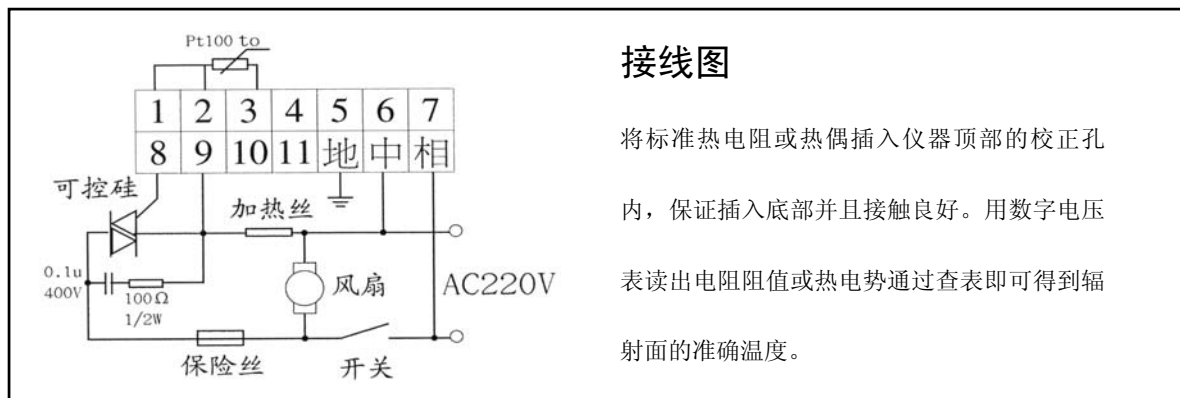 Pt100 to
1 2 3 4 5 6 7
8 9 10 11 地 中 相
可控硅
加热丝
0.1u
400V
100Ω
1/2W
风扇
AC220V
保险丝
开关
接线图
将标准热电阻或热偶插入仪器顶部的校正孔
内，保证插入底部并且接触良好。用数字电压
表读出电阻阻值或热电势通过查表即可得到辐
射面的准确温度。